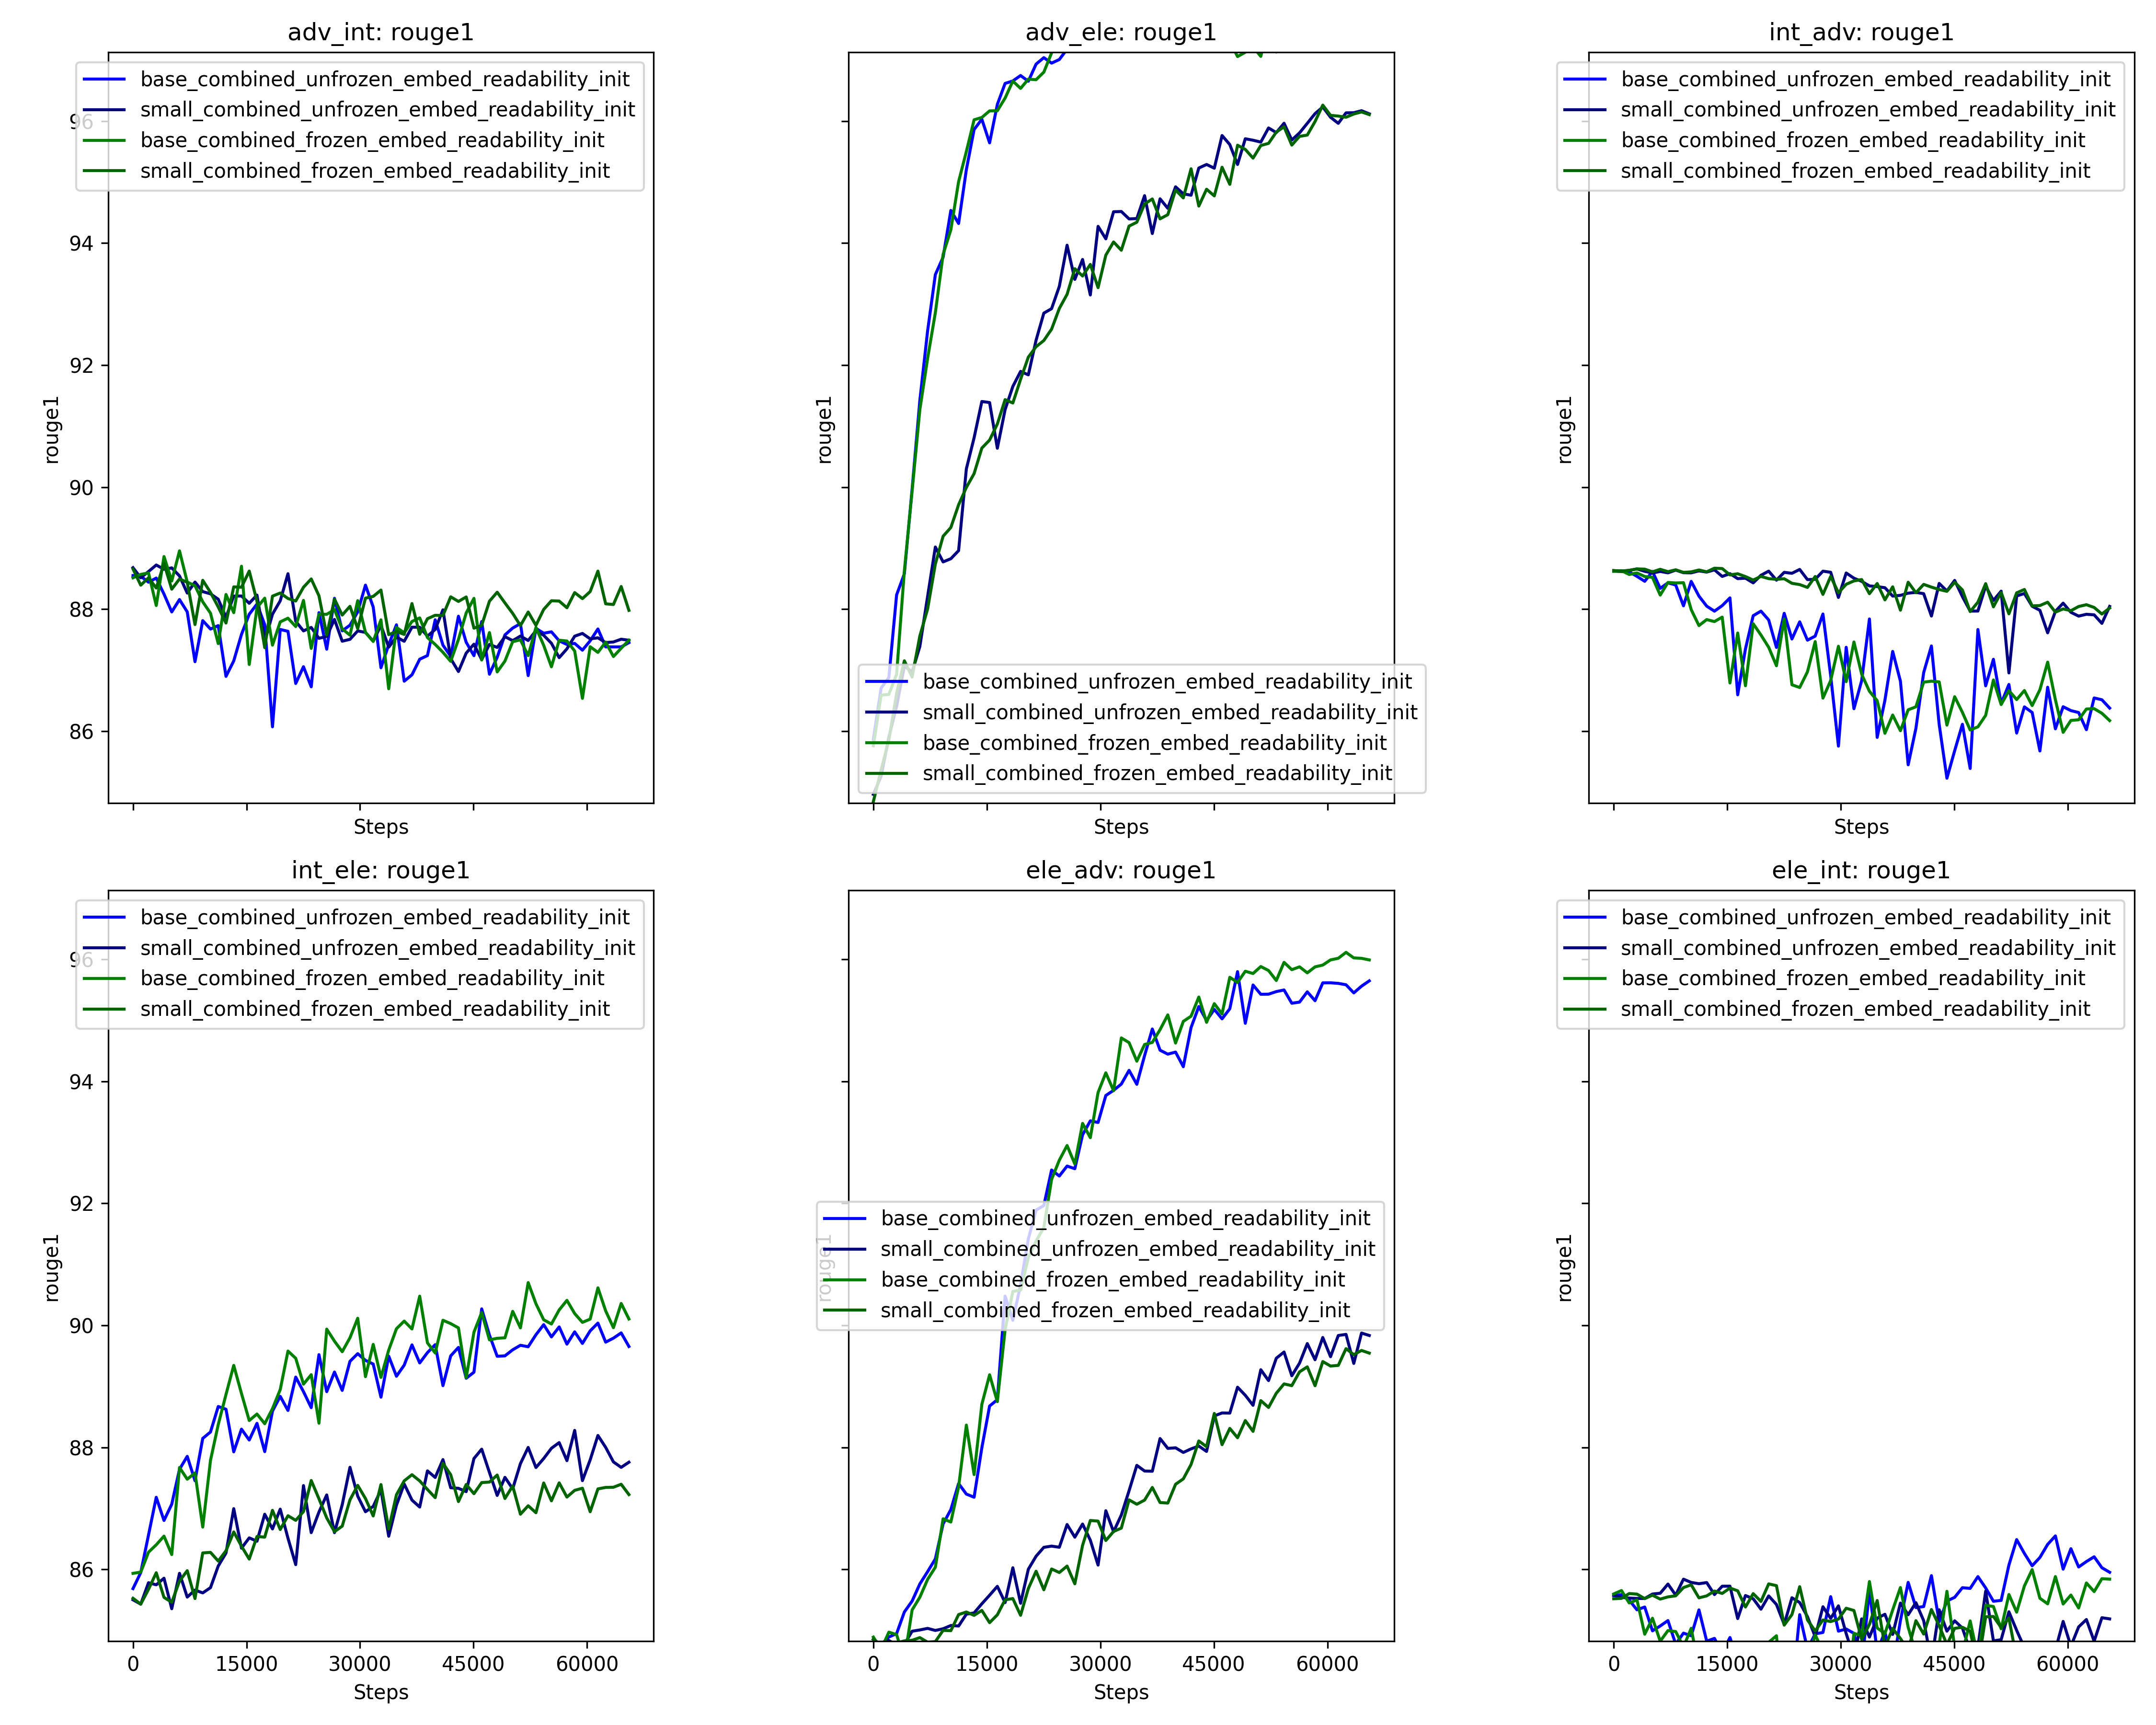 adv_int: rouge1
base_combined_unfrozen_embed_readability_init
small_combined_unfrozen_embed_readability_init
base_combined_frozen_embed_readability_init
small_combined_frozen_embed_readability_init
96
94
92
90
88
86
rouge1
Steps
adv_ele: rouge1
rouge1
base_combined_unfrozen_embed_readability_init
small_combined_unfrozen_embed_readability_init
base_combined_frozen_embed_readability_init
small_combined_frozen_embed_readability_init
Steps
int_adv: rouge1
base_combined_unfrozen_embed_readability_init
small_combined_unfrozen_embed_readability_init
base_combined_frozen_embed_readability_init
small_combined_frozen_embed_readability_init
rouge1
Steps
int_ele: rouge1
base_combined_unfrozen_embed_readability_init
small_combined_unfrozen_embed_readability_init
base_combined_frozen_embed_readability_init
small_combined_frozen_embed_readability_init
96
94
92
90
88
86
rouge1
0 15000 30000 45000 60000
Steps
ele_adv: rouge1
rouge1
base_combined_unfrozen_embed_readability_init
small_combined_unfrozen_embed_readability_init
base_combined_frozen_embed_readability_init
small_combined_frozen_embed_readability_init
0 15000 30000 45000 60000
Steps
ele_int: rouge1
base_combined_unfrozen_embed_readability_init
small_combined_unfrozen_embed_readability_init
base_combined_frozen_embed_readability_init
small_combined_frozen_embed_readability_init
rouge1
0 15000 30000 45000 60000
Steps